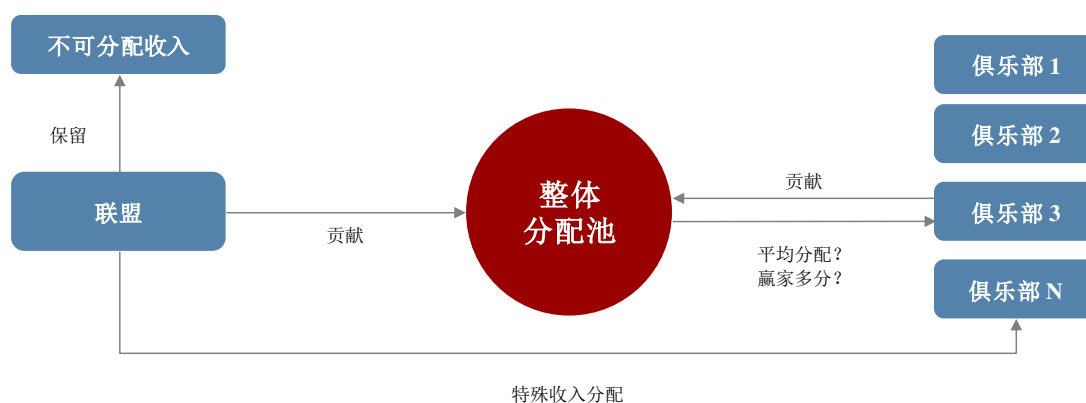 不可分配收入
保留
联盟
贡献
整体
分配池
贡献
平均分配？
赢家多分？
俱乐部 1
俱乐部 2
俱乐部 3
俱乐部 N
特殊收入分配